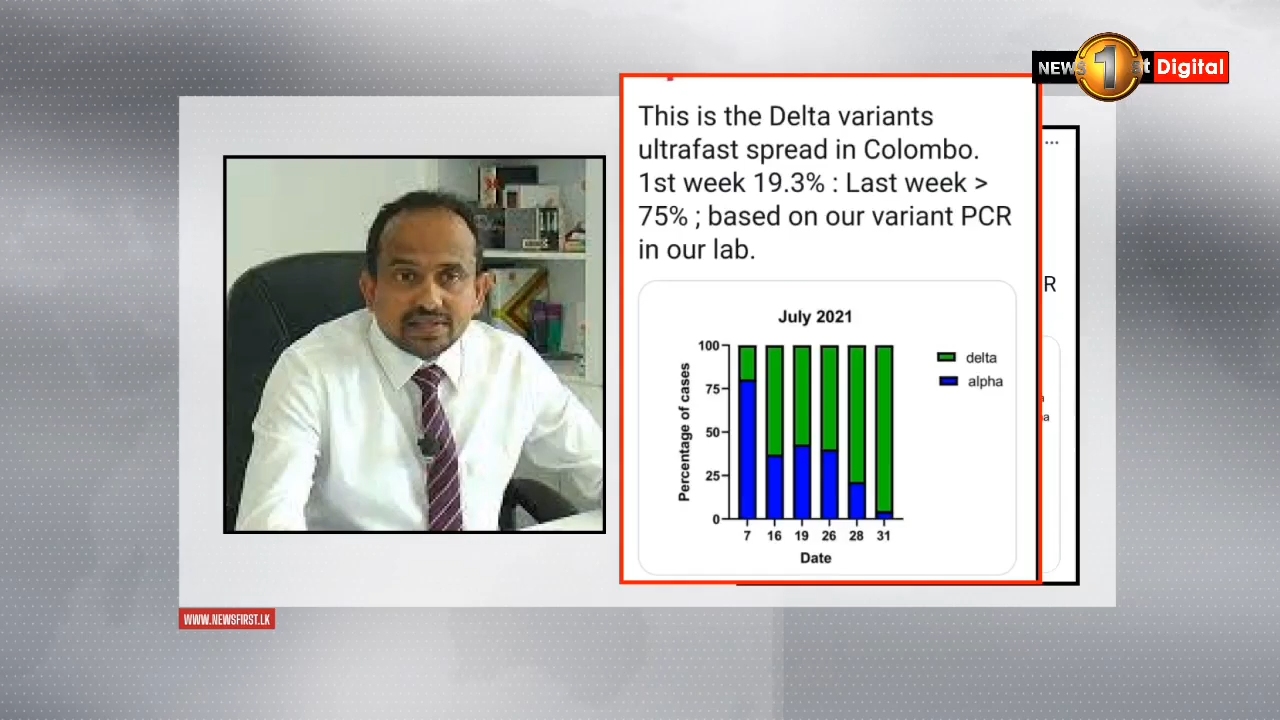 NEWS 1st Digital
This is the Delta variants
ultrafast spread in Colombo.
1st week 19.3% : Last week >
75% ; based on our variant PCR
in our lab.
R
July 2021
Percentage of cases
100
75
50
25
0
7 16 19 26 28 31
Date
delta
alpha
a
a
WWW.NEWSFIRST.LK